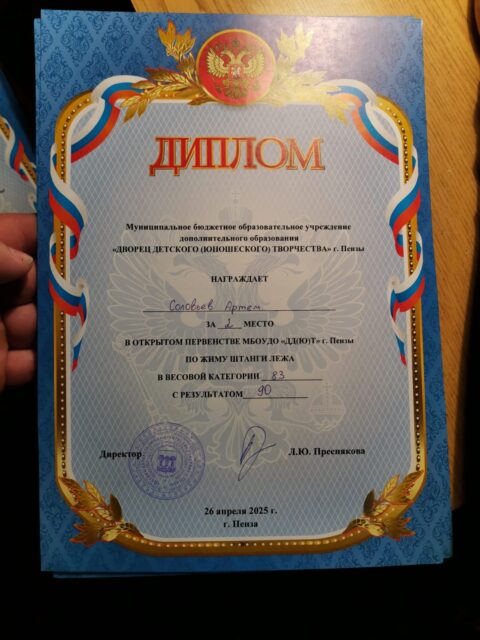 ДИПЛОМ
Муниципальное бюджетное образовательное учреждение
дополнительного образования
«ДВОРЕЦ ДЕТСКОГО (ЮНОШЕСКОГО) ТВОРЧЕСТВА» г. Пензы
НАГРАЖДАЕТ
Соловьев Артем
ЗА 2 МЕСТО
В ОТКРЫТОМ ПЕРВЕНСТВЕ МБОУДО «ДД(Ю)Т» г. Пензы
ПО ЖИМУ ШТАНГИ ЛЕЖА
В ВЕСОВОЙ КАТЕГОРИИ 83
С РЕЗУЛЬТАТОМ 90
Директор Л.Ю. Преснякова
26 апреля 2025 г.
г. Пенза